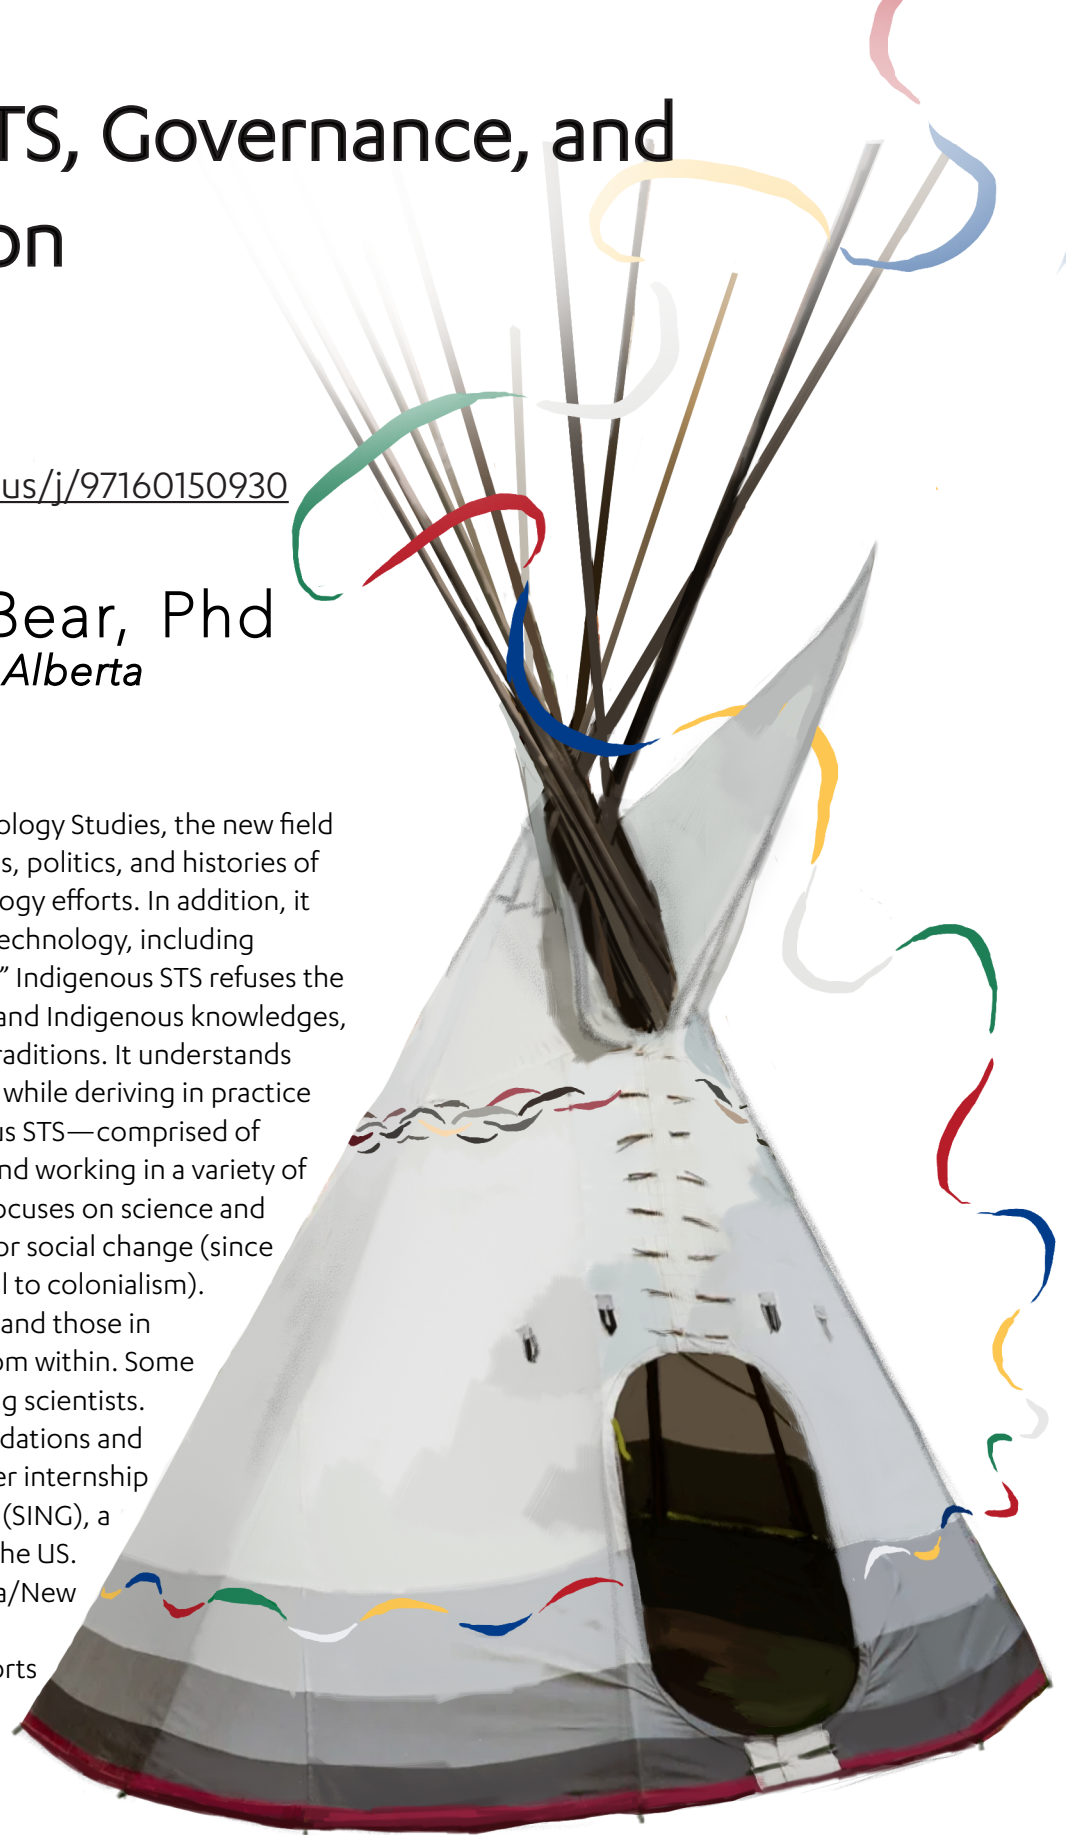 TS, Governance, and
on
us/j/97160150930
Bear, Phd
Alberta
ology Studies, the new field
s, politics, and histories of
ogy efforts. In addition, it
echnology, including
” Indigenous STS refuses the
and Indigenous knowledges,
raditions. It understands
while deriving in practice
us STS—comprised of
nd working in a variety of
ocuses on science and
or social change (since
l to colonialism).
and those in
om within. Some
g scientists.
dations and
er internship
(SING), a
he US.
a/New
orts